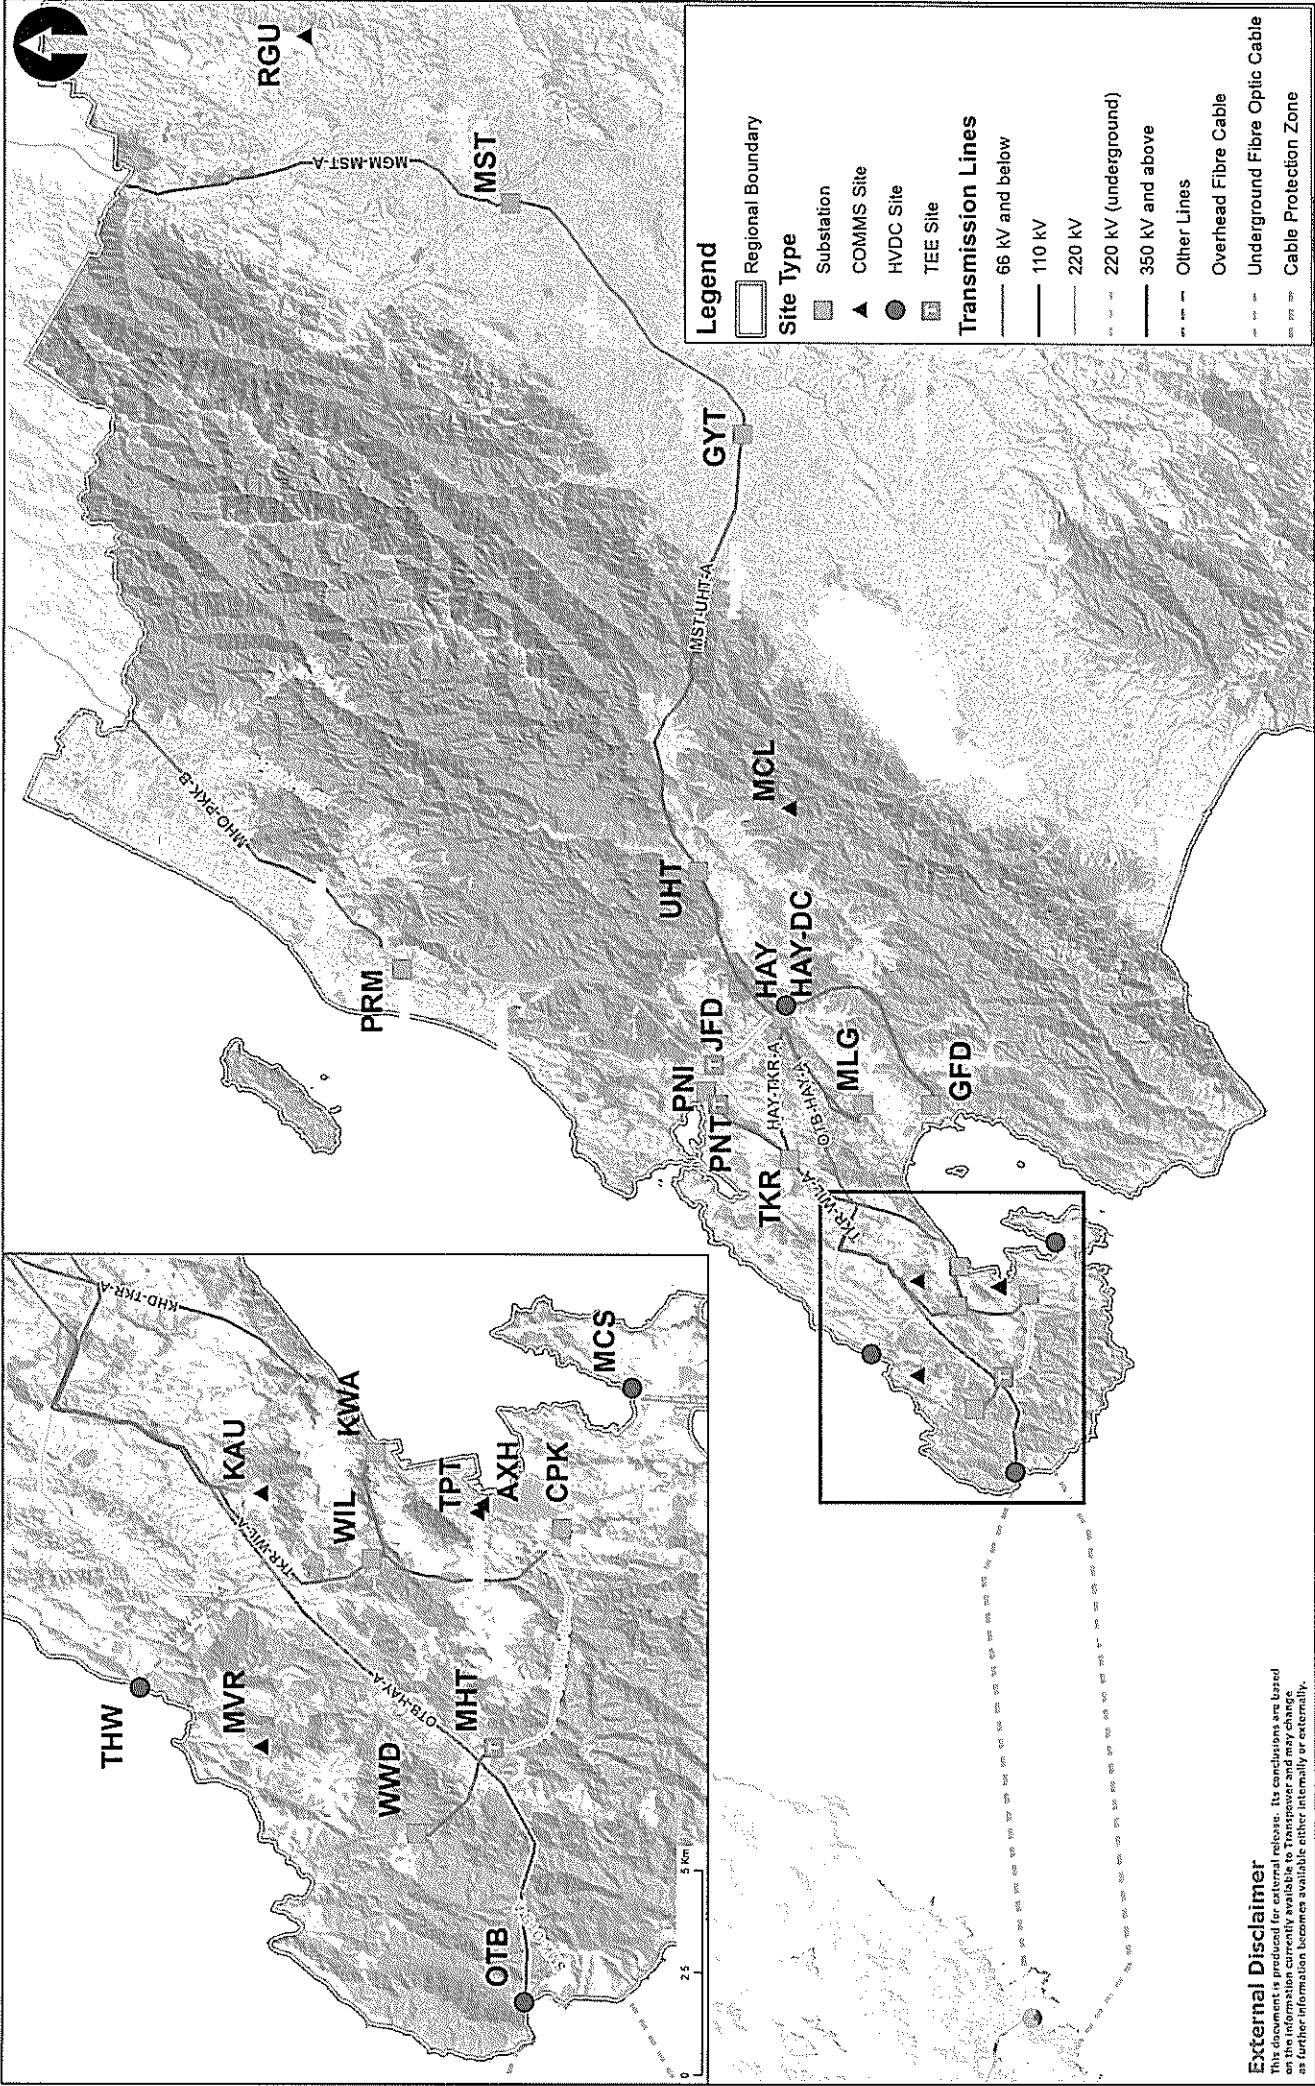 RGU
MGM-MST-A
MST
GYT
MST-UHT-A
MHO-PKK-B
PRM
UHT
MCL
HAY
HAY-DC
JFD
PNI
PNT
HAY-TKR-A
OTB-HAY-A
MLG
GFD
TKR
TKR-WIL-A
KHD-TKR-A
KAU
KWA
WIL
TKR-WIL-A
TPT
AXH
CPK
MCS
THW
MVR
OTB-HAY-A
MHT
WWD
OTB
0 2.5 5 Km
Legend
Regional Boundary
Site Type
Substation
COMMS Site
HVDC Site
TEE Site
Transmission Lines
66 kV and below
110 kV
220 kV
220 kV (underground)
350 kV and above
Other Lines
Overhead Fibre Cable
Underground Fibre Optic Cable
Cable Protection Zone
External Disclaimer
This document is produced for external release. Its conclusions are based
on the information currently available to Transpower and may change
as further information becomes available either internally or externally.